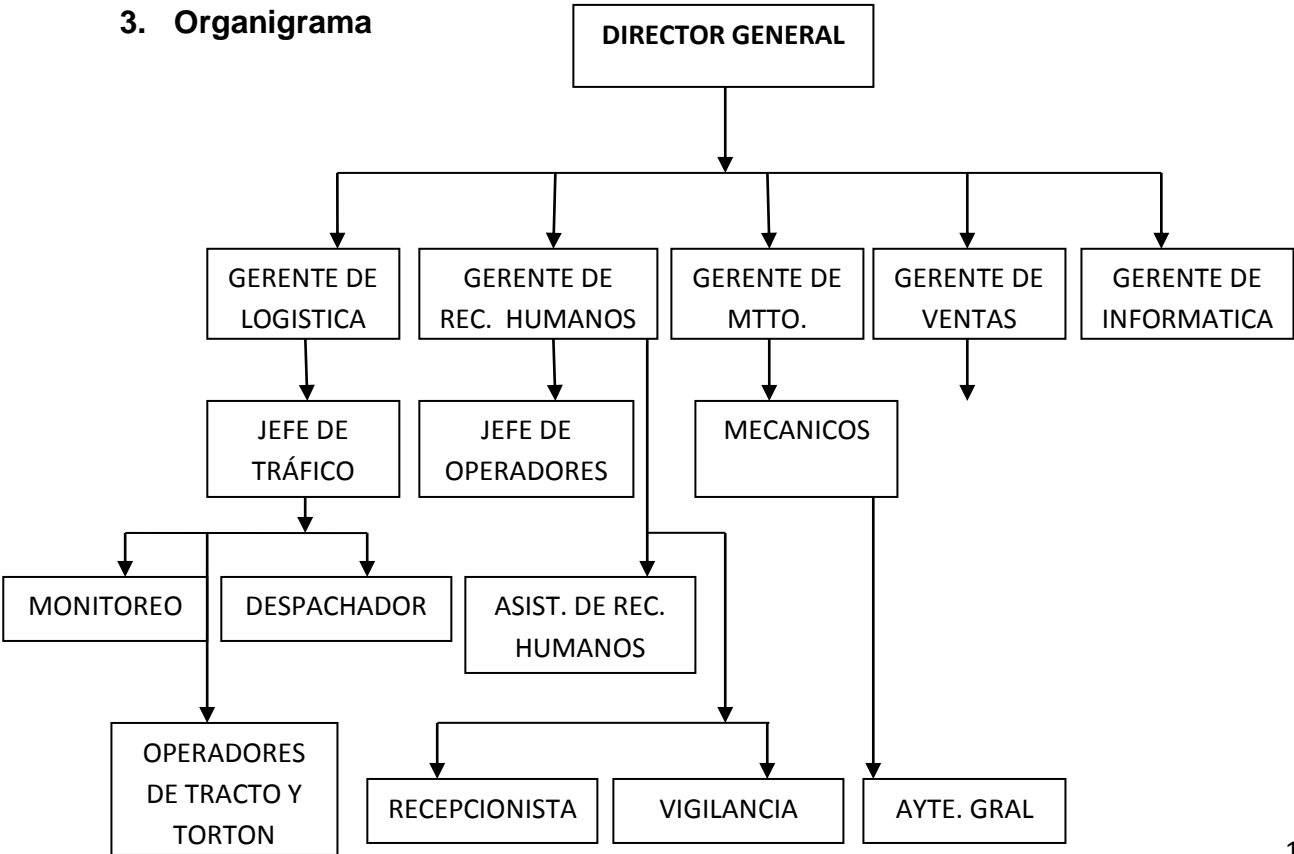 3. Organigrama
DIRECTOR GENERAL
GERENTE DE
LOGISTICA
GERENTE DE
REC. HUMANOS
GERENTE DE
MTTO.
GERENTE DE
VENTAS
GERENTE DE
INFORMATICA
JEFE DE
TRÁFICO
JEFE DE
OPERADORES
MECANICOS
MONITOREO
DESPACHADOR
ASIST. DE REC.
HUMANOS
OPERADORES
DE TRACTO Y
TORTON
RECEPCIONISTA
VIGILANCIA
AYTE. GRAL
1